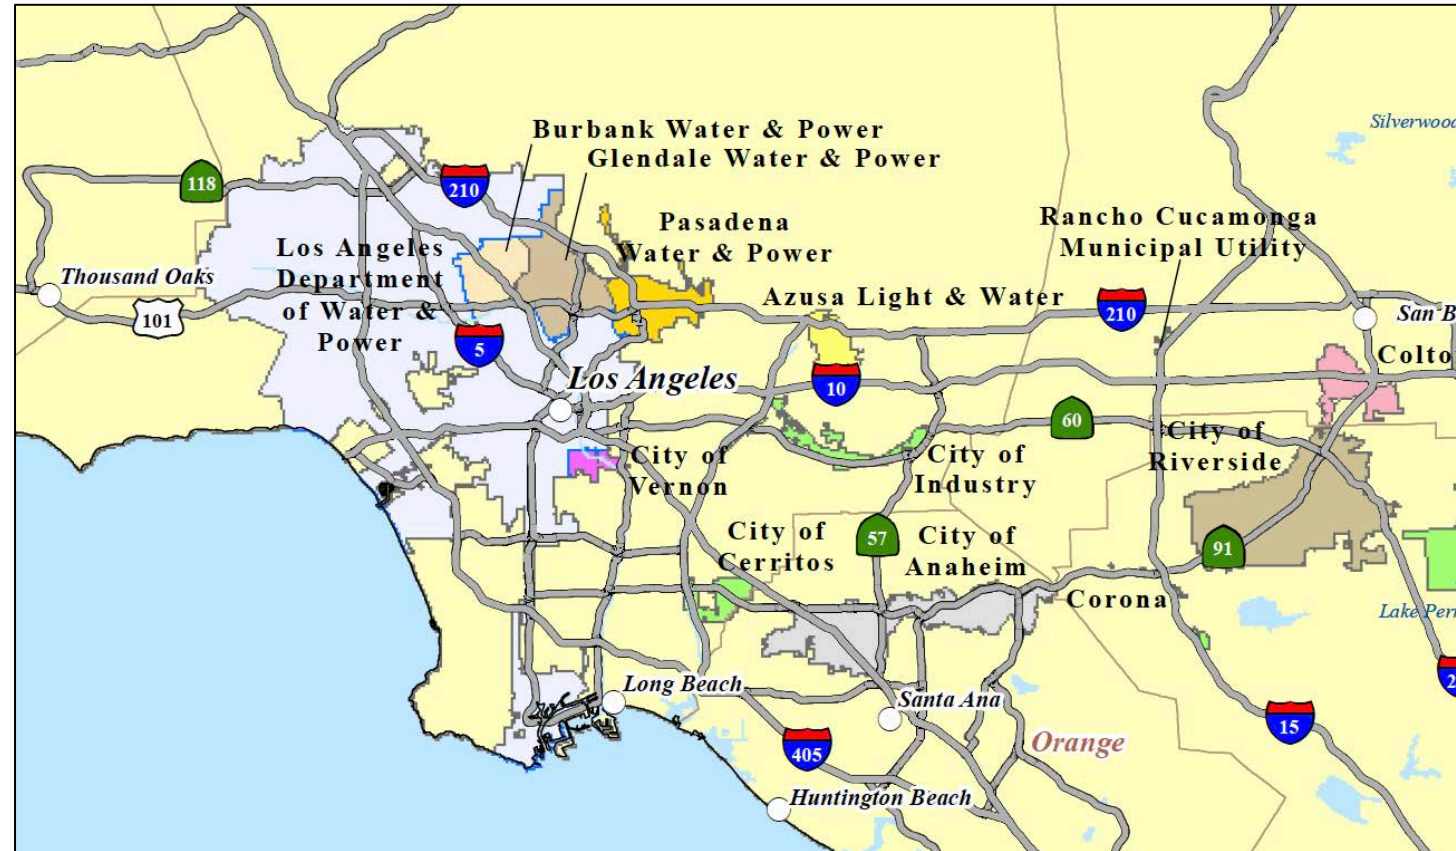 Silverwood
Burbank Water & Power
Glendale Water & Power
118
210
Pasadena
Water & Power
Rancho Cucamonga
Municipal Utility
Los Angeles
Department
of Water &
Power
Thousand Oaks
101
5
Azusa Light & Water
210
San B
Colto
10
Los Angeles
60
City of
Vernon
City of
Industry
City of
Riverside
City of
Cerritos
57
City of
Anaheim
91
Corona
Lake Perr
Long Beach
Santa Ana
2
15
Orange
405
Huntington Beach